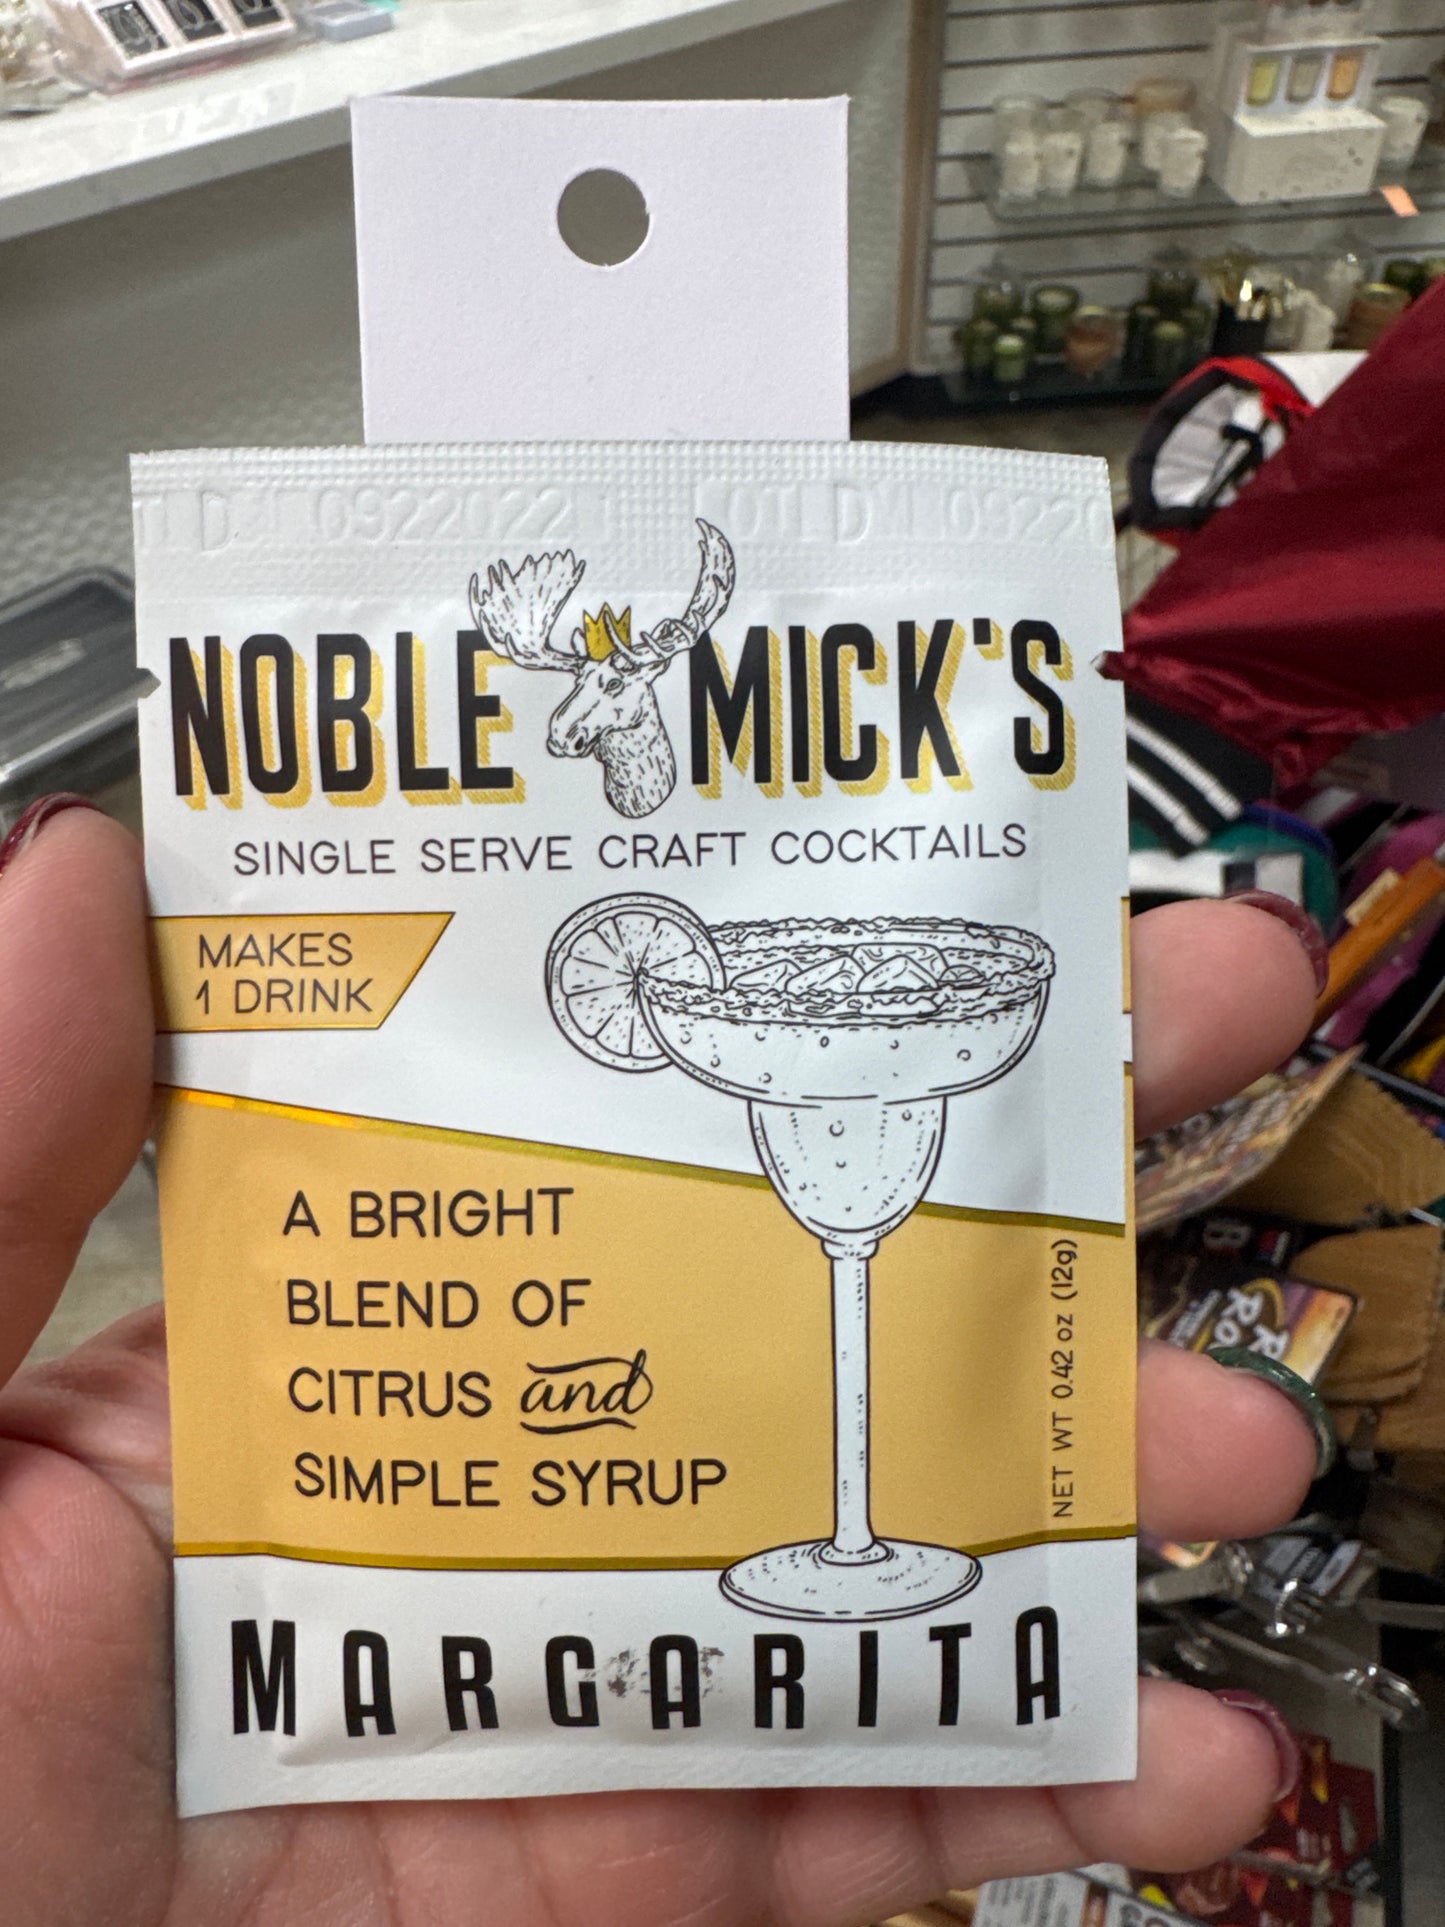 NOBLE MICK'S
SINGLE SERVE CRAFT COCKTAILS
MAKES
1 DRINK
A BRIGHT
BLEND OF
CITRUS and
SIMPLE SYRUP
NET WT 0.42 oz (12g)
MARGARITA